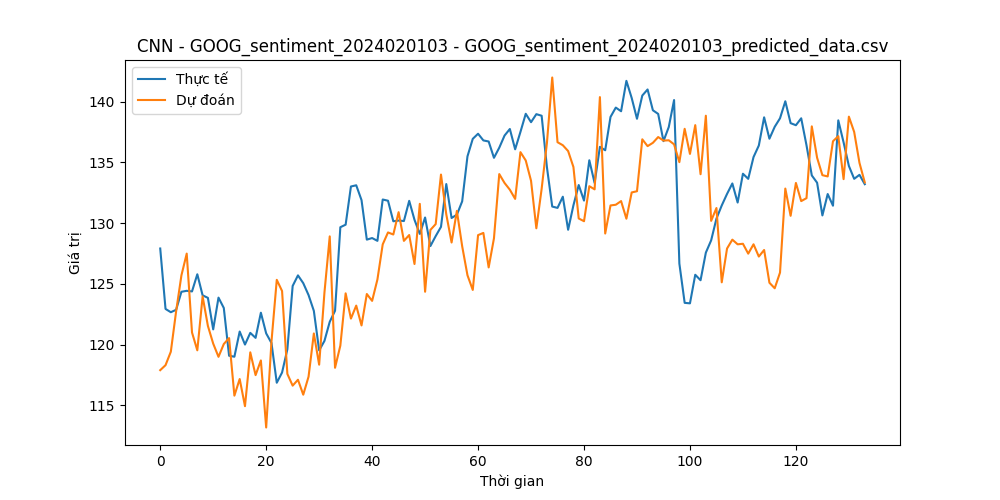 CNN - GOOG_sentiment_2024020103 - GOOG_sentiment_2024020103_predicted_data.csv
Thực tế
Dự đoán
Giá trị
140
135
130
125
120
115
0 20 40 60 80 100 120
Thời gian